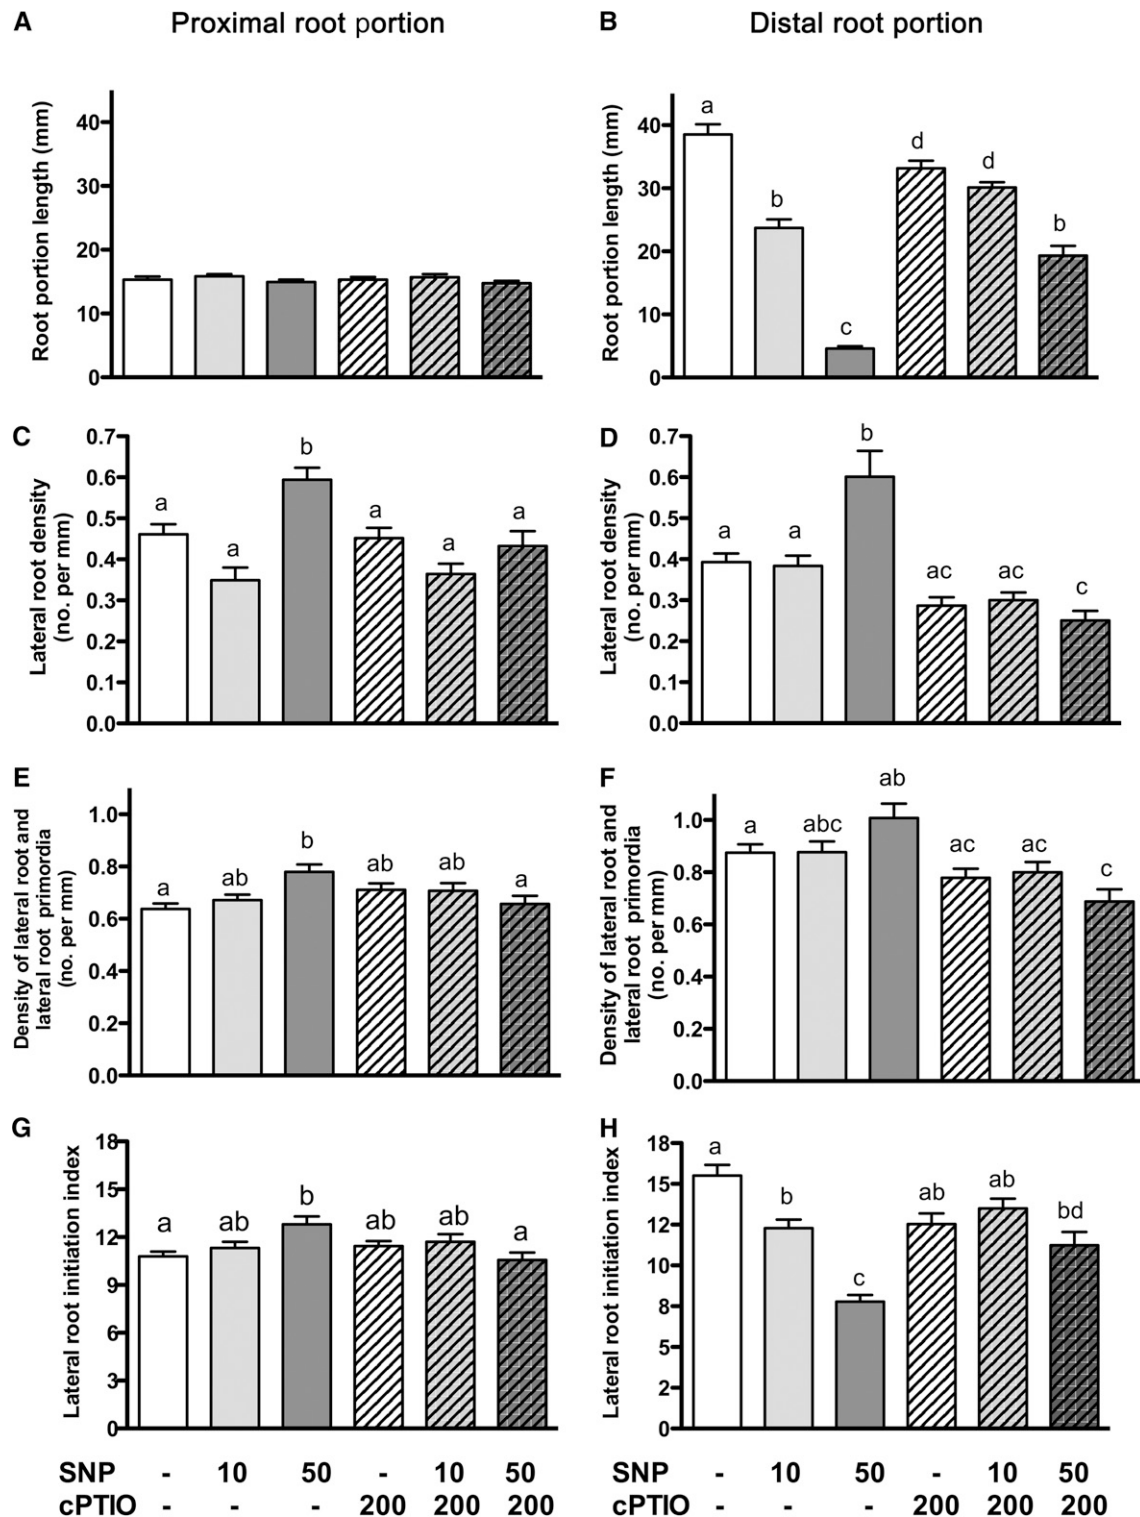 A Proximal root portion
B Distal root portion
Root portion length (mm)
40
30
20
10
0
Root portion length (mm)
40
30
20
10
0
a
b
c
d
d
b
C
Lateral root density
(no. per mm)
0.7
0.6
0.5
0.4
0.3
0.2
0.1
0.0
a
a
b
a
a
a
D
Lateral root density
(no. per mm)
0.7
0.6
0.5
0.4
0.3
0.2
0.1
0.0
a
a
b
ac
ac
c
E
Density of lateral root and
lateral root primordia
(no. per mm)
1.0
0.8
0.6
0.4
0.2
0.0
a
ab
b
ab
ab
a
F
Density of lateral root and
lateral root primordia
(no. per mm)
1.0
0.8
0.6
0.4
0.2
0.0
a
abc
ab
ac
ac
c
G
Lateral root initiation index
18
15
12
9
6
3
0
a
ab
b
ab
ab
a
H
Lateral root initiation index
18
15
12
10
8
5
2
0
a
b
c
ab
ab
bd
SNP - 10 50 - 10 50
cPTIO - - - 200 200 200
SNP - 10 50 - 10 50
cPTIO - - - 200 200 200